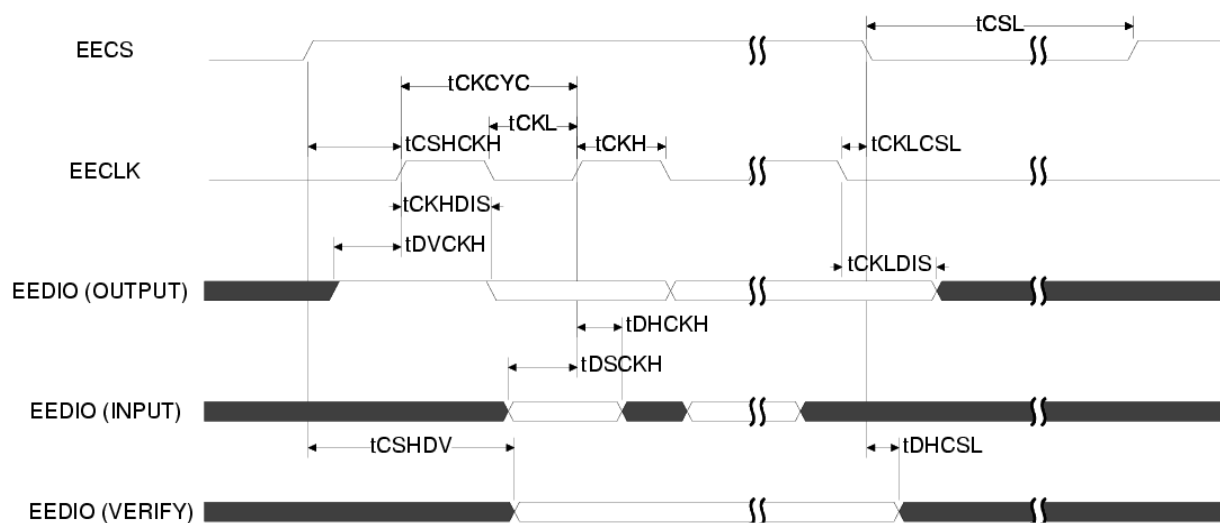 tCSL
EECS
tCKCYC
tCKL
tCSHCKH
tCKH
tCKLCSL
EECLK
tCKHDIS
tDVCKH
tCKLDIS
EEDIO (OUTPUT)
tDHCKH
tDSCKH
EEDIO (INPUT)
tCSHDV
tDHCSL
EEDIO (VERIFY)